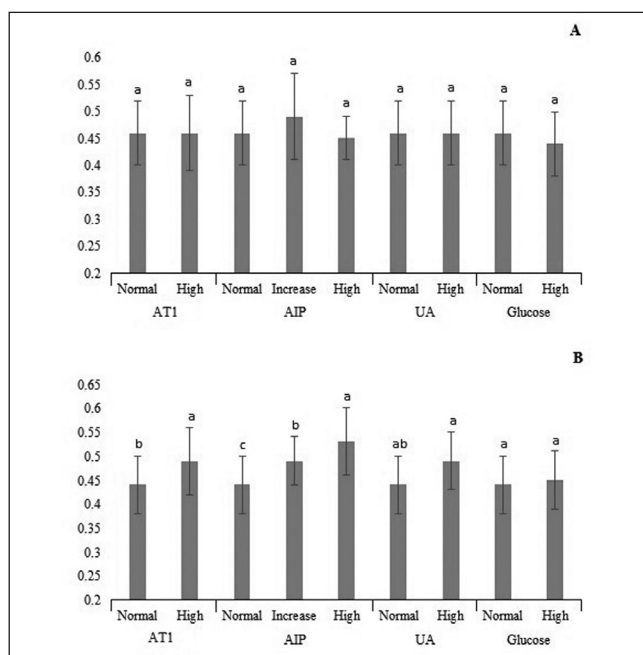 A
0.6
0.55
0.5
0.45
0.4
0.35
0.3
0.25
0.2
a a a a a a a a a
Normal High Normal Increase High Normal High Normal High
AT1 AIP UA Glucose
B
0.65
0.6
0.55
0.5
0.45
0.4
0.35
0.3
0.25
0.2
b a c b a ab a a a
Normal High Normal Increase High Normal High Normal High
AT1 AIP UA Glucose